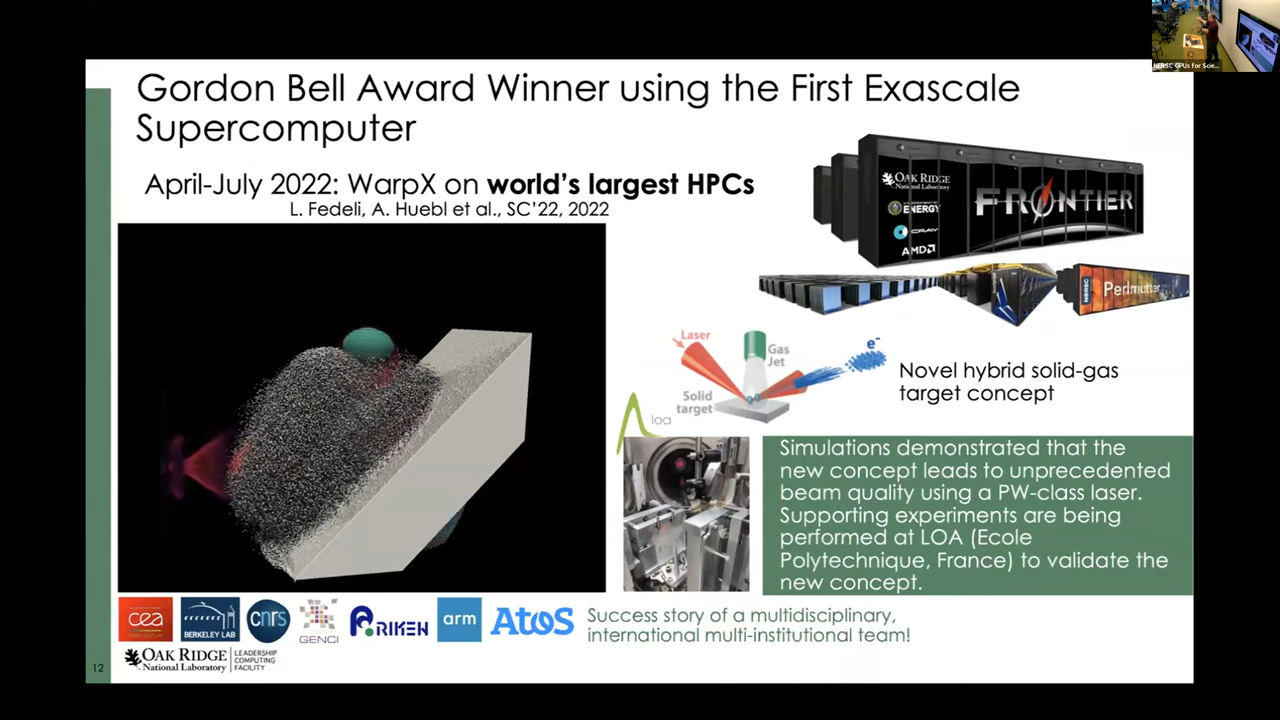 NERSC GPUs for Scie...
Gordon Bell Award Winner using the First Exascale
Supercomputer
April-July 2022: WarpX on world's largest HPCs
L. Fedeli, A. Huebl et al., SC'22, 2022
OAK RIDGE
National Laboratory
ENERGY
CRAY
AMD
FRONTIER
NERSC
Perlmutter
Laser
Gas
Jet
e-
Solid
target
loa
Novel hybrid solid-gas
target concept
Simulations demonstrated that the
new concept leads to unprecedented
beam quality using a PW-class laser.
Supporting experiments are being
performed at LOA (Ecole
Polytechnique, France) to validate the
new concept.
cea
BERKELEY LAB
cnrs
GENCI
RIKEN
arm
Atos
Success story of a multidisciplinary,
international multi-institutional team!
OAK RIDGE
National Laboratory
LEADERSHIP
COMPUTING
FACILITY
12